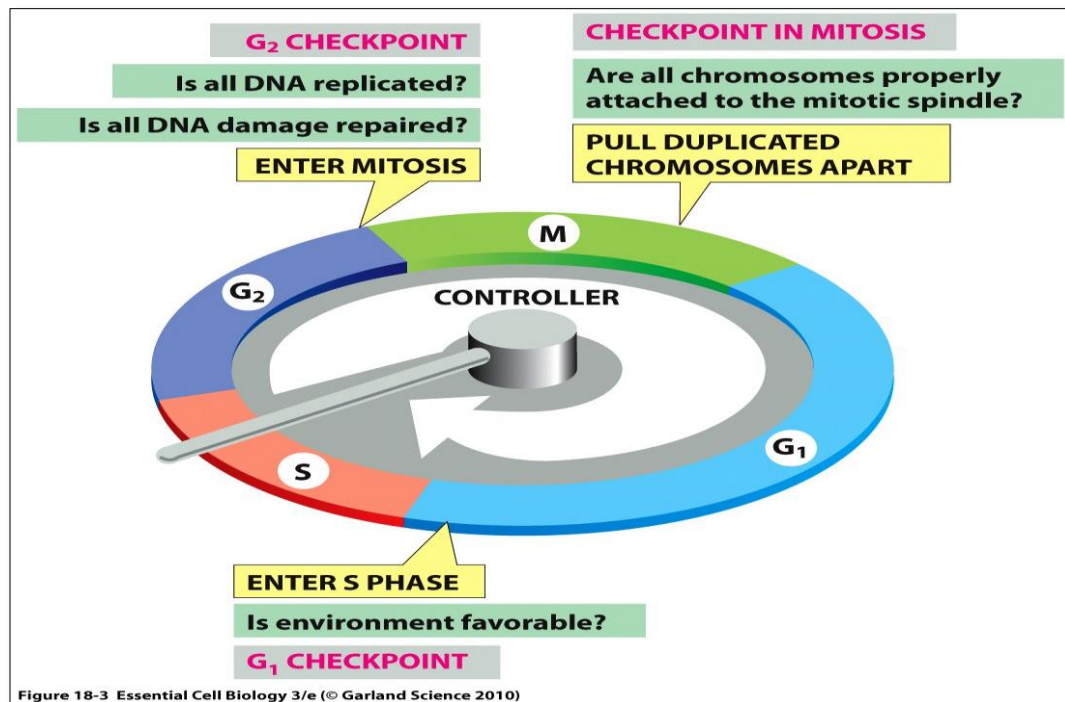 G₂ CHECKPOINT
Is all DNA replicated?
Is all DNA damage repaired?
ENTER MITOSIS
CHECKPOINT IN MITOSIS
Are all chromosomes properly
attached to the mitotic spindle?
PULL DUPLICATED
CHROMOSOMES APART
M
G₂
CONTROLLER
G₁
S
ENTER S PHASE
Is environment favorable?
G₁ CHECKPOINT
Figure 18-3 Essential Cell Biology 3/e (© Garland Science 2010)